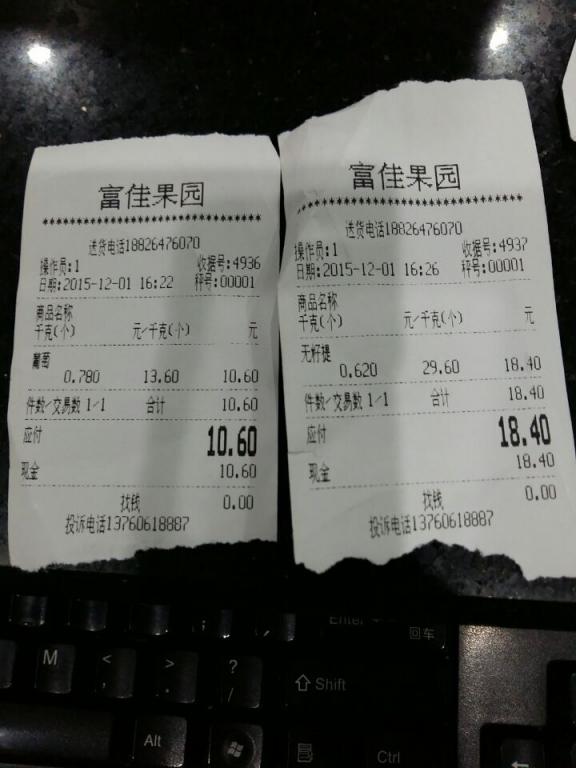 富佳果园
************************************
送货电话18826476070
操作员:1 收据号:4936
日期:2015-12-01 16:22 秤号:00001
商品名称
千克(个) 元/千克(个) 元
葡萄
0.780 13.60 10.60
件数/交易数 1/1 合计 10.60
应付 10.60
现金 10.60
找钱 0.00
投诉电话13760618887
富佳果园
************************************
送货电话18826476070
操作员:1 收据号:4937
日期:2015-12-01 16:26 秤号:00001
商品名称
千克(个) 元/千克(个) 元
无籽提
0.620 29.60 18.40
件数/交易数 1/1 合计 18.40
应付 18.40
现金 18.40
找钱 0.00
投诉电话13760618887
Enter
回车
M < , > . ? / Shift
Alt Ctrl